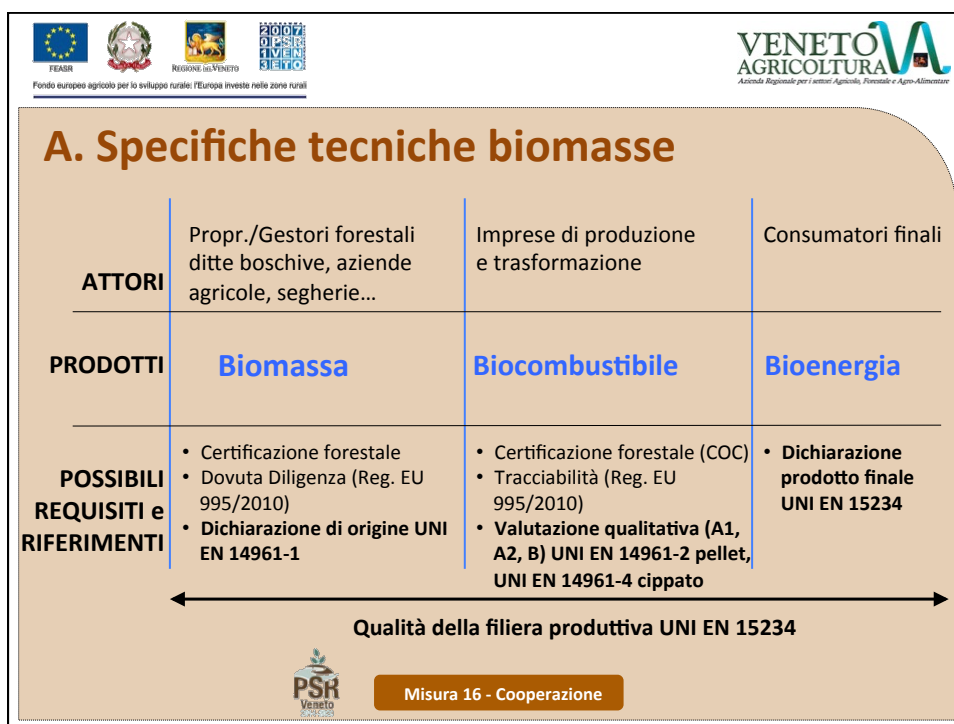 FEASR
REGIONE DEL VENETO
2007
0PSR
1VEN
3ETO
Fondo europeo agricolo per lo sviluppo rurale: l'Europa investe nelle zone rurali
VENETO
AGRICOLTURA
Azienda Regionale per i settori Agricolo, Forestale e Agro-Alimentare
A. Specifiche tecniche biomasse
ATTORI
Propr./Gestori forestali
ditte boschive, aziende
agricole, segherie…
Imprese di produzione
e trasformazione
Consumatori finali
PRODOTTI
Biomassa
Biocombustibile
Bioenergia
POSSIBILI
REQUISITI e
RIFERIMENTI
• Certificazione forestale
• Dovuta Diligenza (Reg. EU
995/2010)
• Dichiarazione di origine UNI
EN 14961-1
• Certificazione forestale (COC)
• Tracciabilità (Reg. EU
995/2010)
• Valutazione qualitativa (A1,
A2, B) UNI EN 14961-2 pellet,
UNI EN 14961-4 cippato
• Dichiarazione
prodotto finale
UNI EN 15234
Qualità della filiera produttiva UNI EN 15234
PSR
Veneto
Misura 16 - Cooperazione